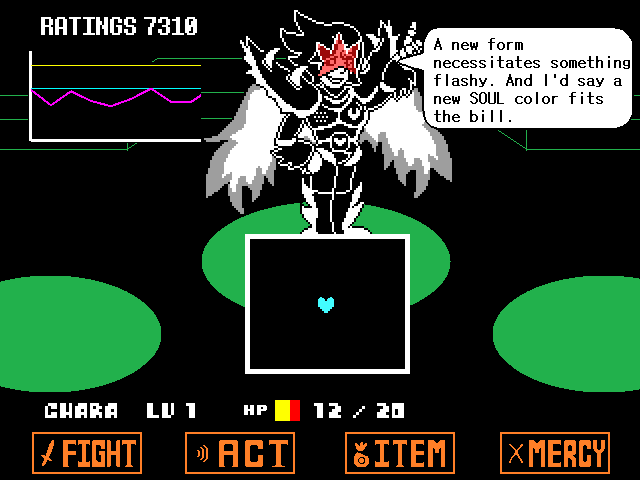 RATINGS 7310
A new form
necessitates something
flashy. And I'd say a
new SOUL color fits
the bill.
CHARA LV 1 HP 12 / 20
FIGHT ACT ITEM MERCY